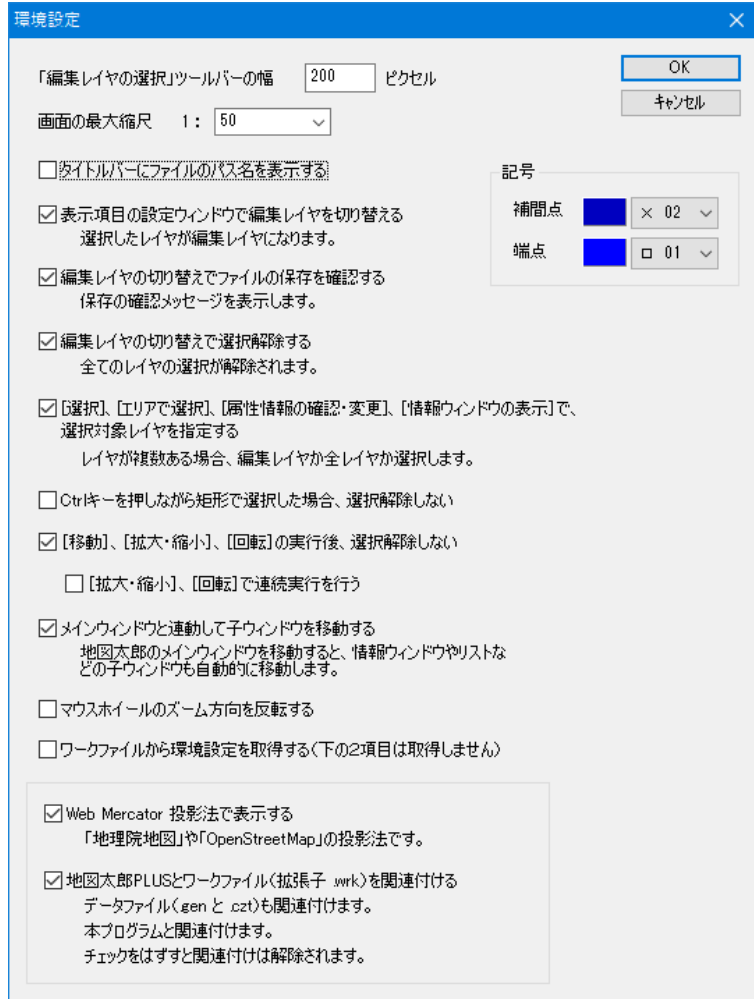 環境設定
「編集レイヤの選択」ツールバーの幅 200 ピクセル
OK
キャンセル
画面の最大縮尺 1： 50
タイトルバーにファイルのパス名を表示する
記号
補間点 × 02
端点 □ 01
表示項目の設定ウィンドウで編集レイヤを切り替える
選択したレイヤが編集レイヤになります。
編集レイヤの切り替えでファイルの保存を確認する
保存の確認メッセージを表示します。
編集レイヤの切り替えで選択解除する
全てのレイヤの選択が解除されます。
[選択]、[エリアで選択]、[属性情報の確認・変更]、[情報ウィンドウの表示]で、
選択対象レイヤを指定する
レイヤが複数ある場合、編集レイヤか全レイヤか選択します。
Ctrlキーを押しながら矩形で選択した場合、選択解除しない
[移動]、[拡大・縮小]、[回転]の実行後、選択解除しない
[拡大・縮小]、[回転]で連続実行を行う
メインウィンドウと連動して子ウィンドウを移動する
地図太郎のメインウィンドウを移動すると、情報ウィンドウやリストな
どの子ウィンドウも自動的に移動します。
マウスホイールのズーム方向を反転する
ワークファイルから環境設定を取得する(下の2項目は取得しません)
Web Mercator 投影法で表示する
「地理院地図」や「OpenStreetMap」の投影法です。
地図太郎PLUSとワークファイル(拡張子 .wrk)を関連付ける
データファイル(.gen と .czt)も関連付けます。
本プログラムと関連付けます。
チェックをはずすと関連付けは解除されます。